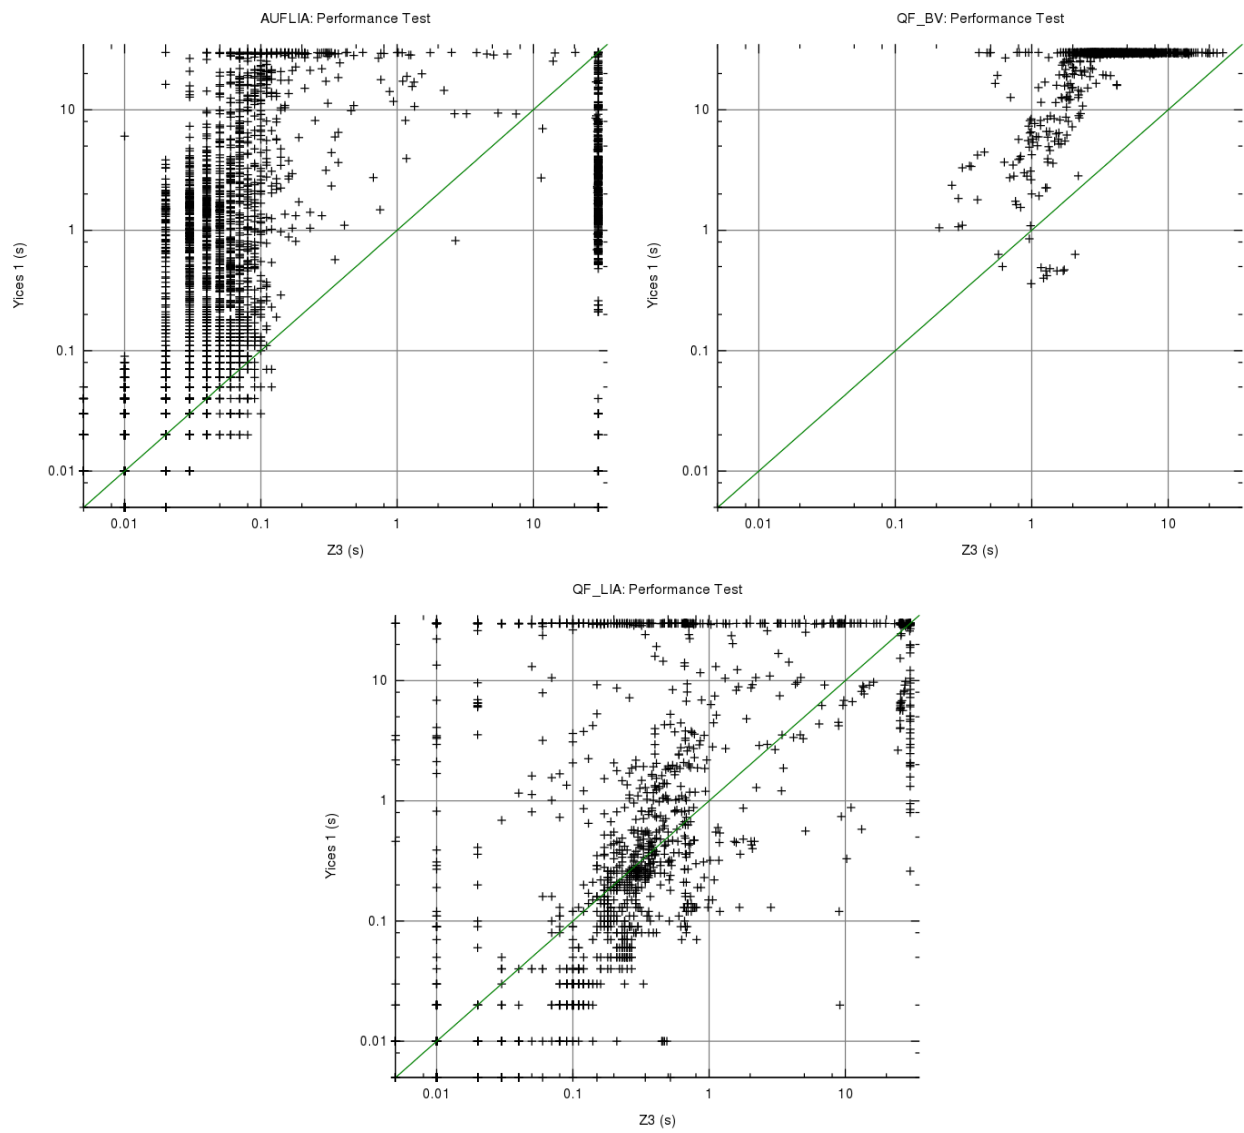 AUFLIA: Performance Test
10
1
0.1
0.01
Yices 1 (s)
0.01 0.1 1 10
Z3 (s)
QF_BV: Performance Test
10
1
0.1
0.01
Yices 1 (s)
0.01 0.1 1 10
Z3 (s)
QF_LIA: Performance Test
10
1
0.1
0.01
Yices 1 (s)
0.01 0.1 1 10
Z3 (s)